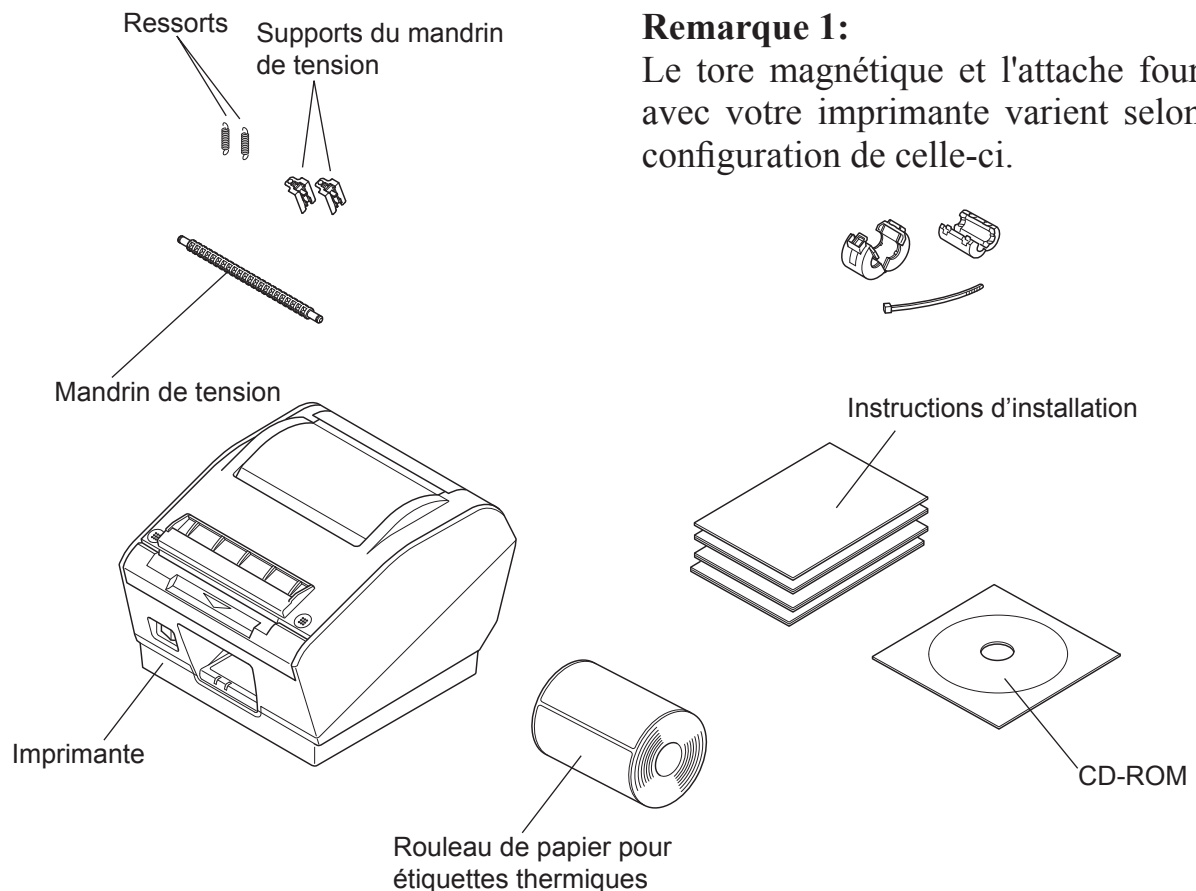 Ressorts
Supports du mandrin
de tension
Remarque 1:
Le tore magnétique et l'attache four
avec votre imprimante varient selon
configuration de celle-ci.
Mandrin de tension
Instructions d’installation
Imprimante
CD-ROM
Rouleau de papier pour
étiquettes thermiques